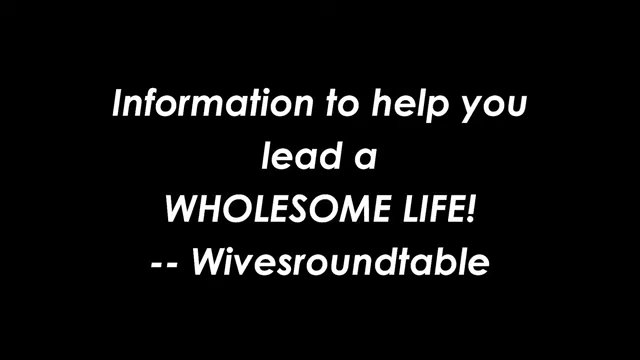 Information to help you
lead a
WHOLESOME LIFE!
-- Wivesroundtable